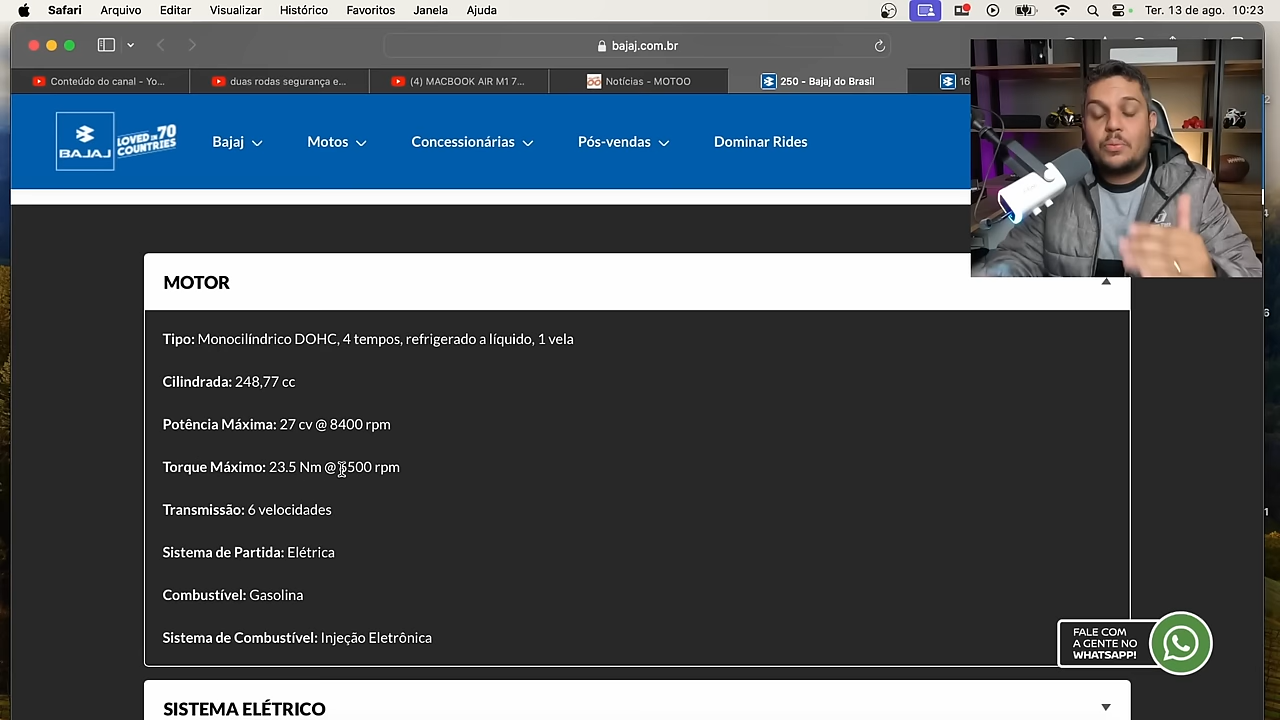 Safari Arquivo Editar Visualizar Histórico Favoritos Janela Ajuda Ter. 13 de ago. 10:23
bajaj.com.br
Conteúdo do canal - Yo... duas rodas segurança e... (4) MACBOOK AIR M1 7... Notícias - MOTOO 250 - Bajaj do Brasil 16
BAJAJ
LOVED IN 70
COUNTRIES
Bajaj Motos Concessionárias Pós-vendas Dominar Rides
MOTOR
Tipo: Monocilíndrico DOHC, 4 tempos, refrigerado a líquido, 1 vela
Cilindrada: 248,77 cc
Potência Máxima: 27 cv @ 8400 rpm
Torque Máximo: 23.5 Nm @ 500 rpm
Transmissão: 6 velocidades
Sistema de Partida: Elétrica
Combustível: Gasolina
Sistema de Combustível: Injeção Eletrônica
FALE COM
A GENTE NO
WHATSAPP!
SISTEMA ELÉTRICO